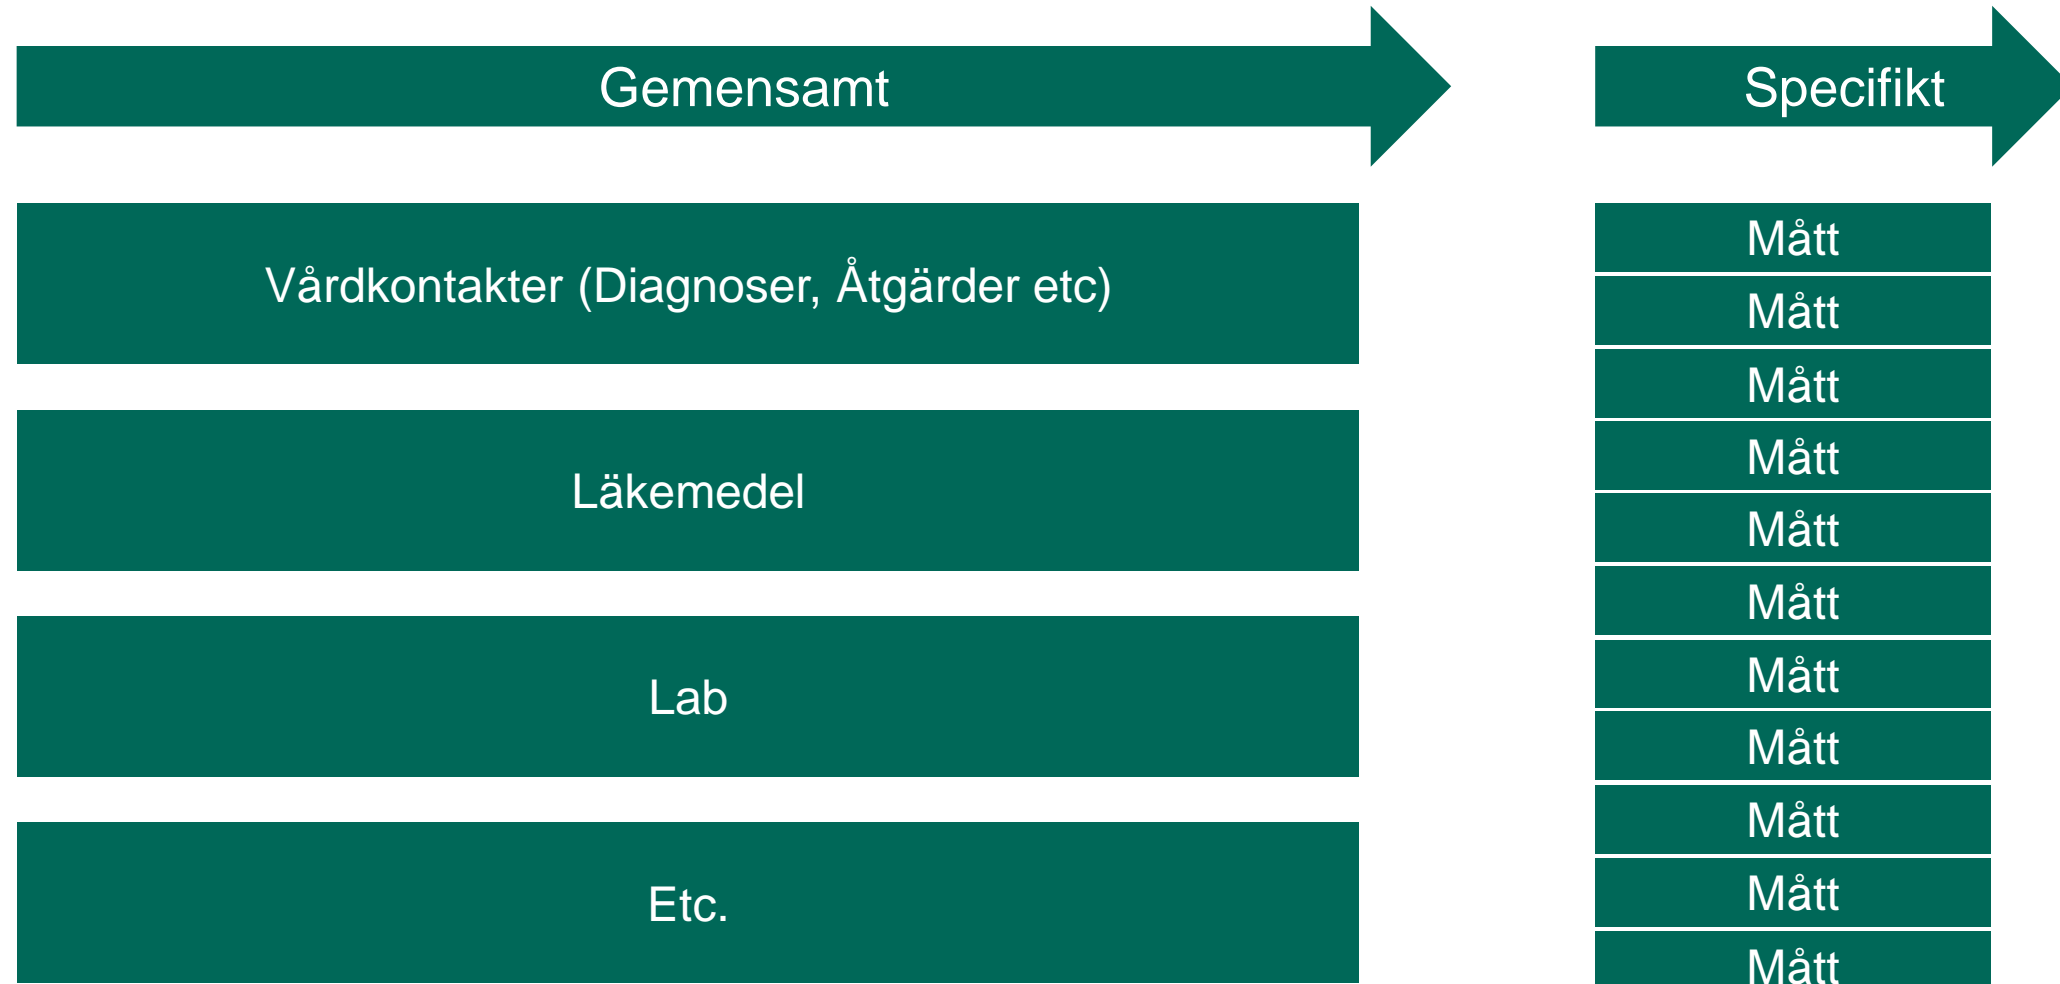 Gemensamt
Specifikt
Vårdkontakter (Diagnoser, Åtgärder etc)
Läkemedel
Lab
Etc.
Mått
Mått
Mått
Mått
Mått
Mått
Mått
Mått
Mått
Mått
Mått